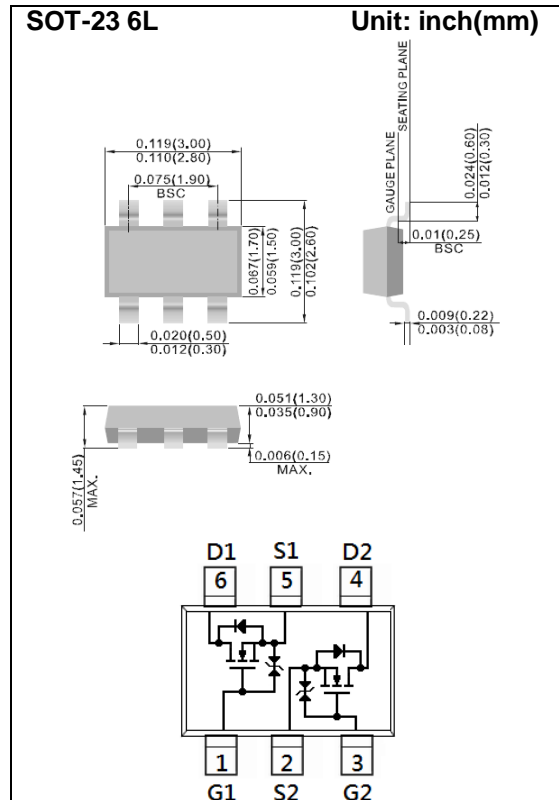 SOT-23 6L Unit: inch(mm)
0.119(3.00)
0.110(2.80)
0.075(1.90)
BSC
0.067(1.70)
0.059(1.50)
0.119(3.00)
0.102(2.60)
0.020(0.50)
0.012(0.30)
GAUGE PLANE
SEATING PLANE
0.024(0.60)
0.012(0.30)
0.01(0.25)
BSC
0.009(0.22)
0.003(0.08)
0.051(1.30)
0.035(0.90)
0.006(0.15)
MAX.
0.057(1.45)
MAX.
D1 S1 D2
6 5 4
1 2 3
G1 S2 G2